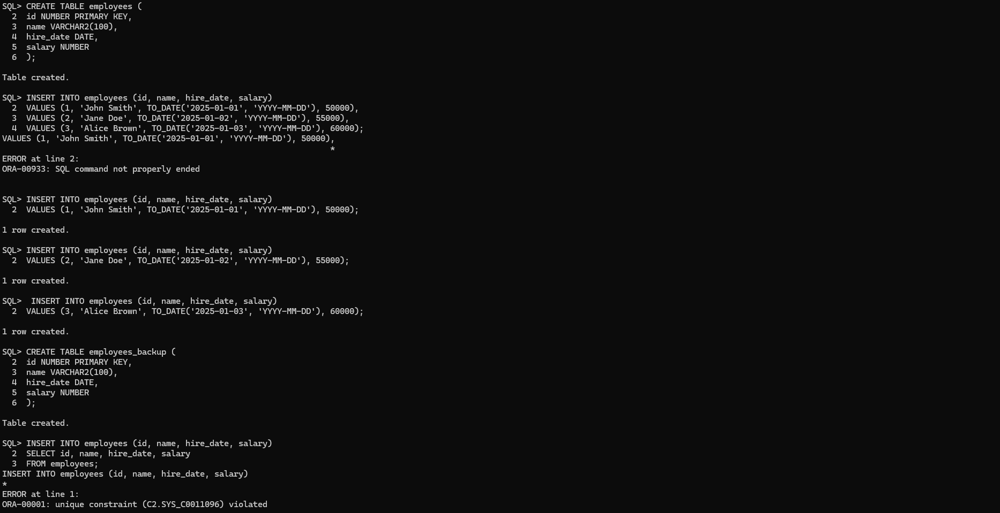 SQL> CREATE TABLE employees (
  2  id NUMBER PRIMARY KEY,
  3  name VARCHAR2(100),
  4  hire_date DATE,
  5  salary NUMBER
  6  );
Table created.
SQL> INSERT INTO employees (id, name, hire_date, salary)
  2  VALUES (1, 'John Smith', TO_DATE('2025-01-01', 'YYYY-MM-DD'), 50000),
  3  VALUES (2, 'Jane Doe', TO_DATE('2025-01-02', 'YYYY-MM-DD'), 55000),
  4  VALUES (3, 'Alice Brown', TO_DATE('2025-01-03', 'YYYY-MM-DD'), 60000);
VALUES (1, 'John Smith', TO_DATE('2025-01-01', 'YYYY-MM-DD'), 50000),
                                                                    *
ERROR at line 2:
ORA-00933: SQL command not properly ended
SQL> INSERT INTO employees (id, name, hire_date, salary)
  2  VALUES (1, 'John Smith', TO_DATE('2025-01-01', 'YYYY-MM-DD'), 50000);
1 row created.
SQL> INSERT INTO employees (id, name, hire_date, salary)
  2  VALUES (2, 'Jane Doe', TO_DATE('2025-01-02', 'YYYY-MM-DD'), 55000);
1 row created.
SQL>  INSERT INTO employees (id, name, hire_date, salary)
  2  VALUES (3, 'Alice Brown', TO_DATE('2025-01-03', 'YYYY-MM-DD'), 60000);
1 row created.
SQL> CREATE TABLE employees_backup (
  2  id NUMBER PRIMARY KEY,
  3  name VARCHAR2(100),
  4  hire_date DATE,
  5  salary NUMBER
  6  );
Table created.
SQL> INSERT INTO employees (id, name, hire_date, salary)
  2  SELECT id, name, hire_date, salary
  3  FROM employees;
INSERT INTO employees (id, name, hire_date, salary)
*
ERROR at line 1:
ORA-00001: unique constraint (C2.SYS_C0011096) violated